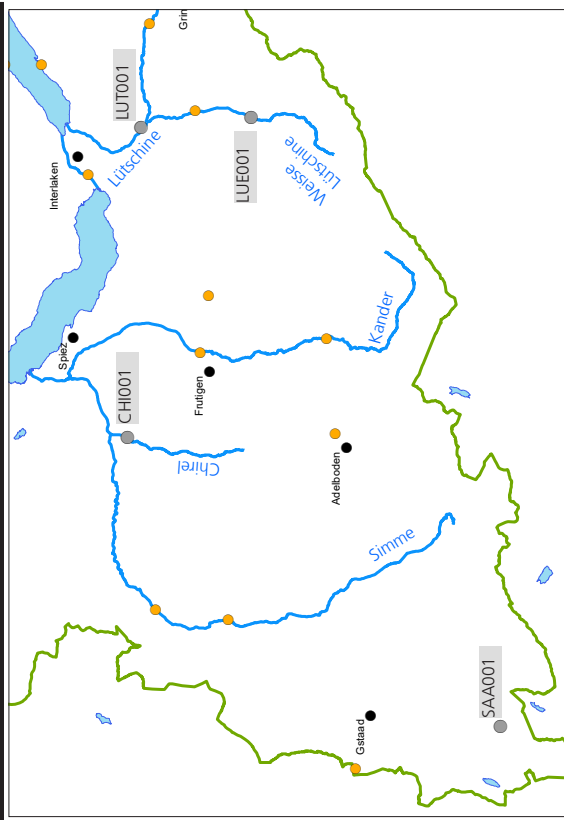 Grin
LUT001
Interlaken
Lütschine
LUE001
Weisse
Lütschine
Spiez
Kander
CHI001
Frutigen
Chirel
Adelboden
Simme
SAA001
Gstaad